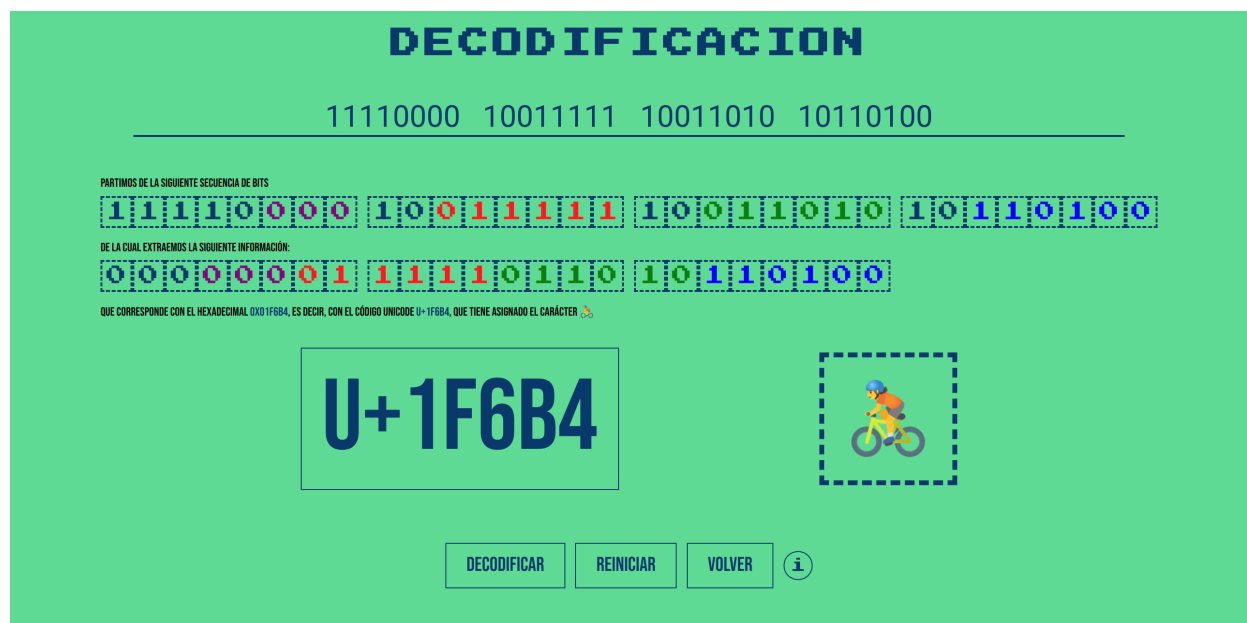 DECODIFICACION
11110000 10011111 10011010 10110100
PARTIMOS DE LA SIGUIENTE SECUENCIA DE BITS
11110000 10011111 10011010 10110100
DE LA CUAL EXTRAEMOS LA SIGUIENTE INFORMACIÓN:
00000001 11110110 10110100
QUE CORRESPONDE CON EL HEXADECIMAL 0X01F6B4, ES DECIR, CON EL CÓDIGO UNICODE U+1F6B4, QUE TIENE ASIGNADO EL CARÁCTER 🚴
U+1F6B4
DECODIFICAR REINICIAR VOLVER i